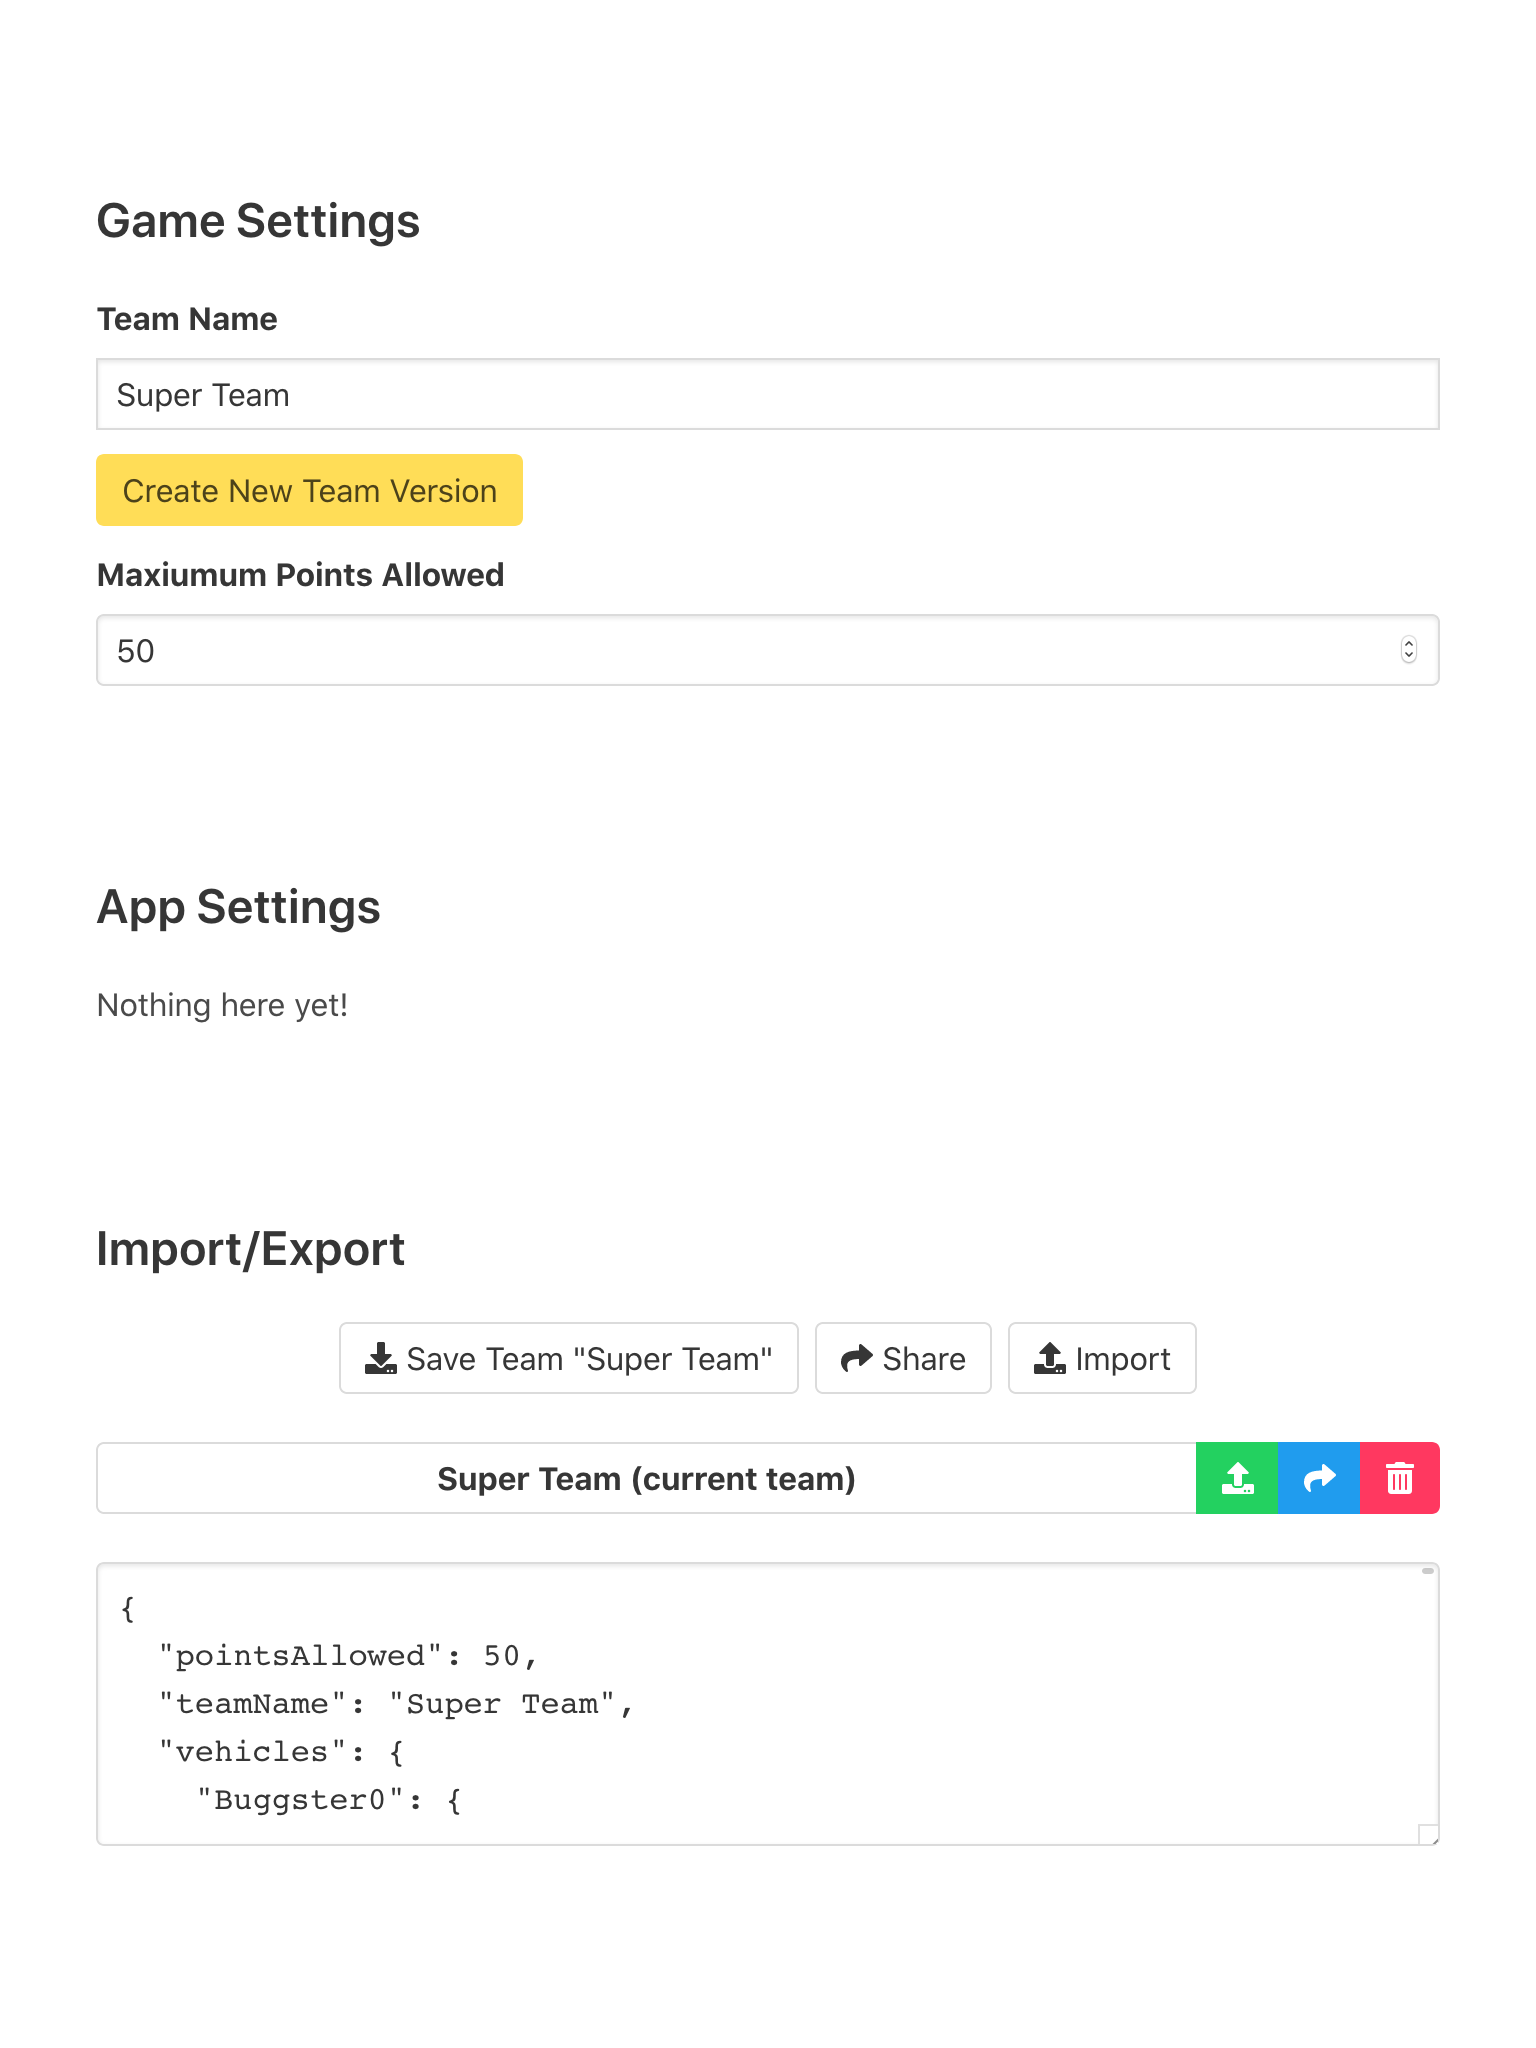 Game Settings
Team Name
Super Team
Create New Team Version
Maxiumum Points Allowed
50
App Settings
Nothing here yet!
Import/Export
Save Team "Super Team" Share Import
Super Team (current team)
{
"pointsAllowed": 50,
"teamName": "Super Team",
"vehicles": {
"Buggster0": {